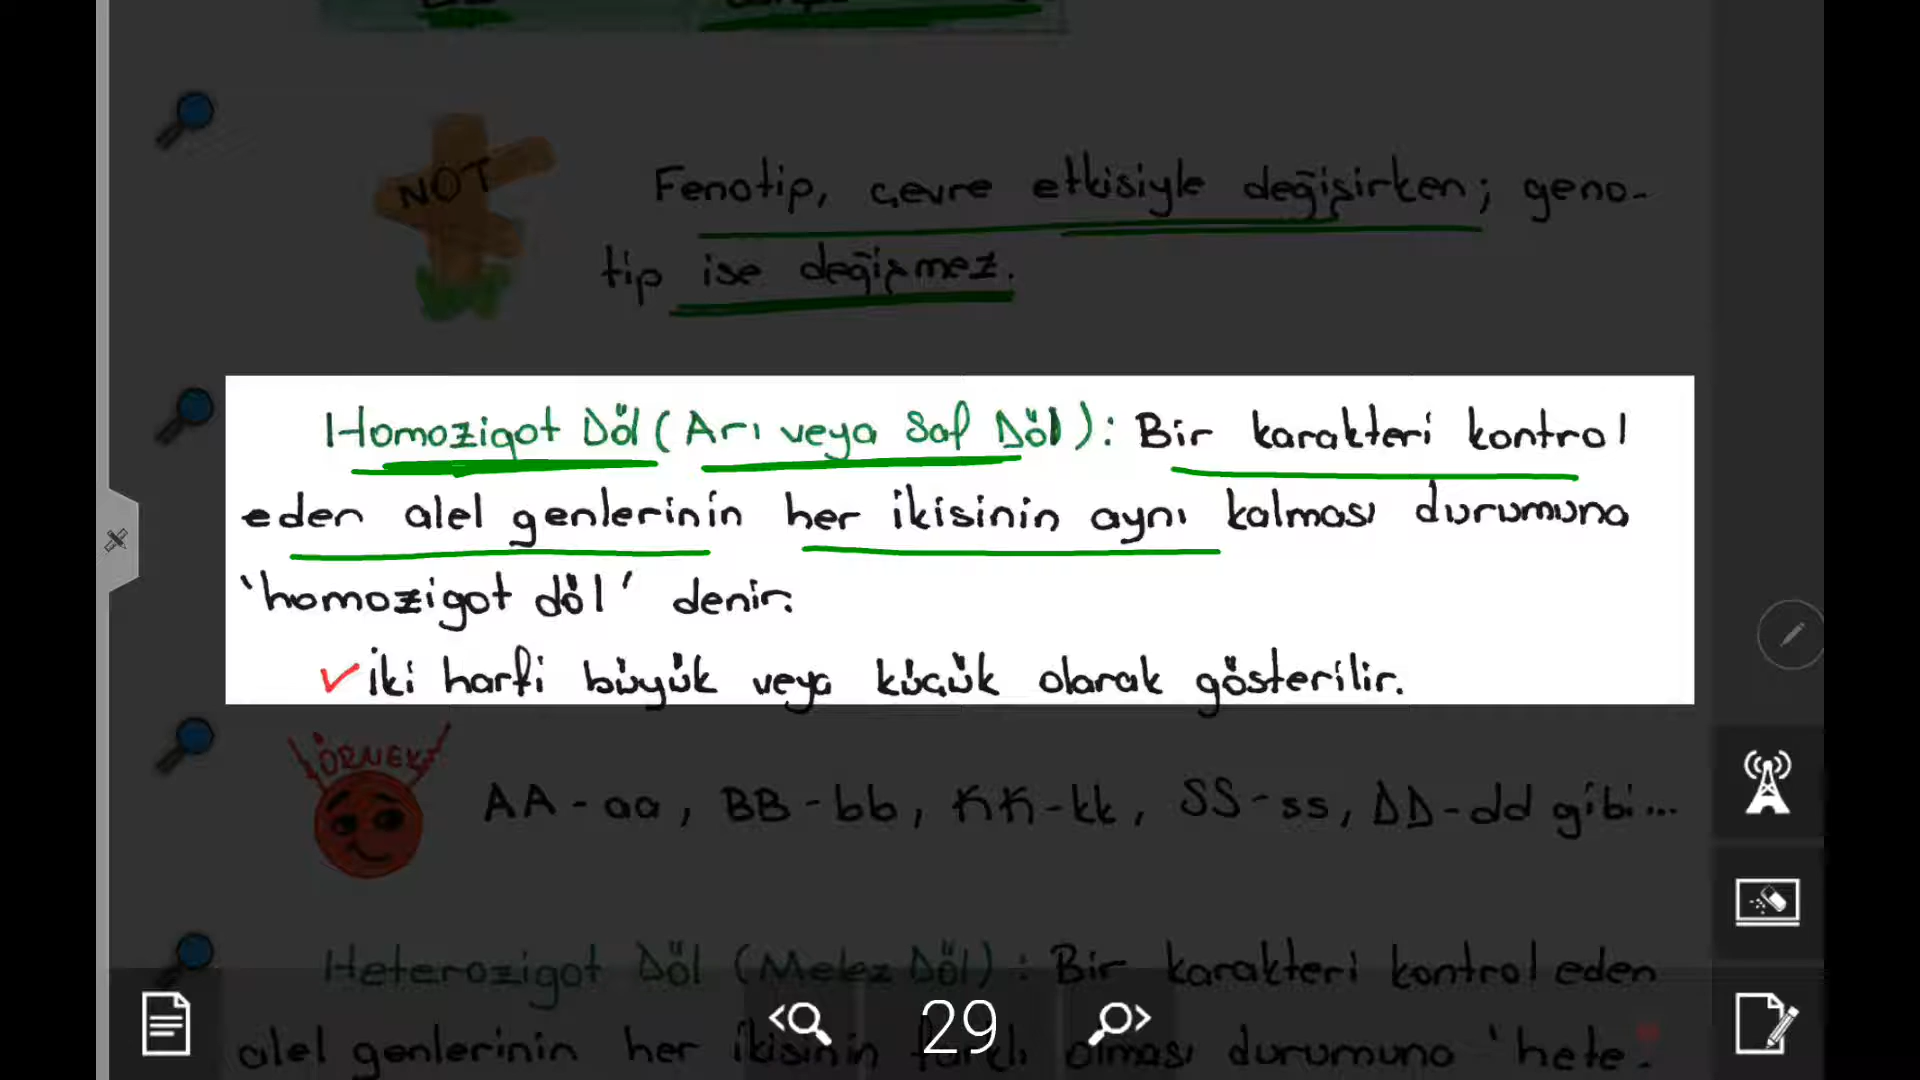 NOT
Fenotip, çevre etkisiyle değişirken; geno-
tip ise değişmez.
Homozigot Döl (Arı veya Saf Döl): Bir karakteri kontrol
eden alel genlerinin her ikisinin aynı kalması durumuna
'homozigot döl' denir.
✓ İki harfi büyük veya küçük olarak gösterilir.
ÖRNEK
AA-aa, BB-bb, KK-kk, SS-ss, DD-dd gibi...
Heterozigot Döl (Melez Döl): Bir karakteri kontrol eden
alel genlerinin her ikisinin farklı olması durumuna 'hete-
29